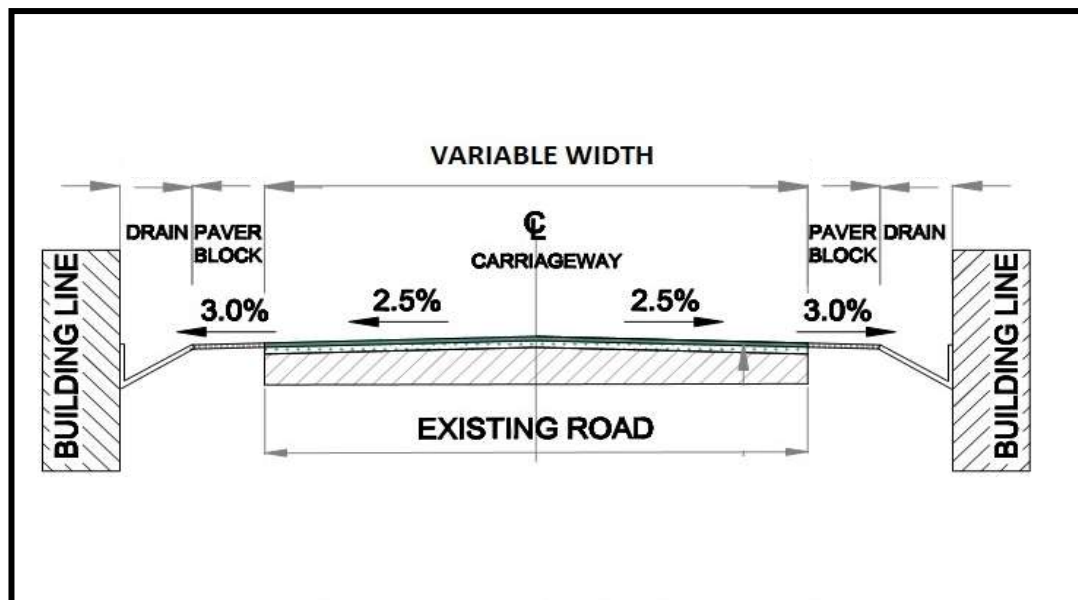 VARIABLE WIDTH
DRAIN
PAVER
BLOCK
℄
CARRIAGEWAY
PAVER
BLOCK
DRAIN
BUILDING LINE
3.0%
2.5%
2.5%
3.0%
BUILDING LINE
EXISTING ROAD